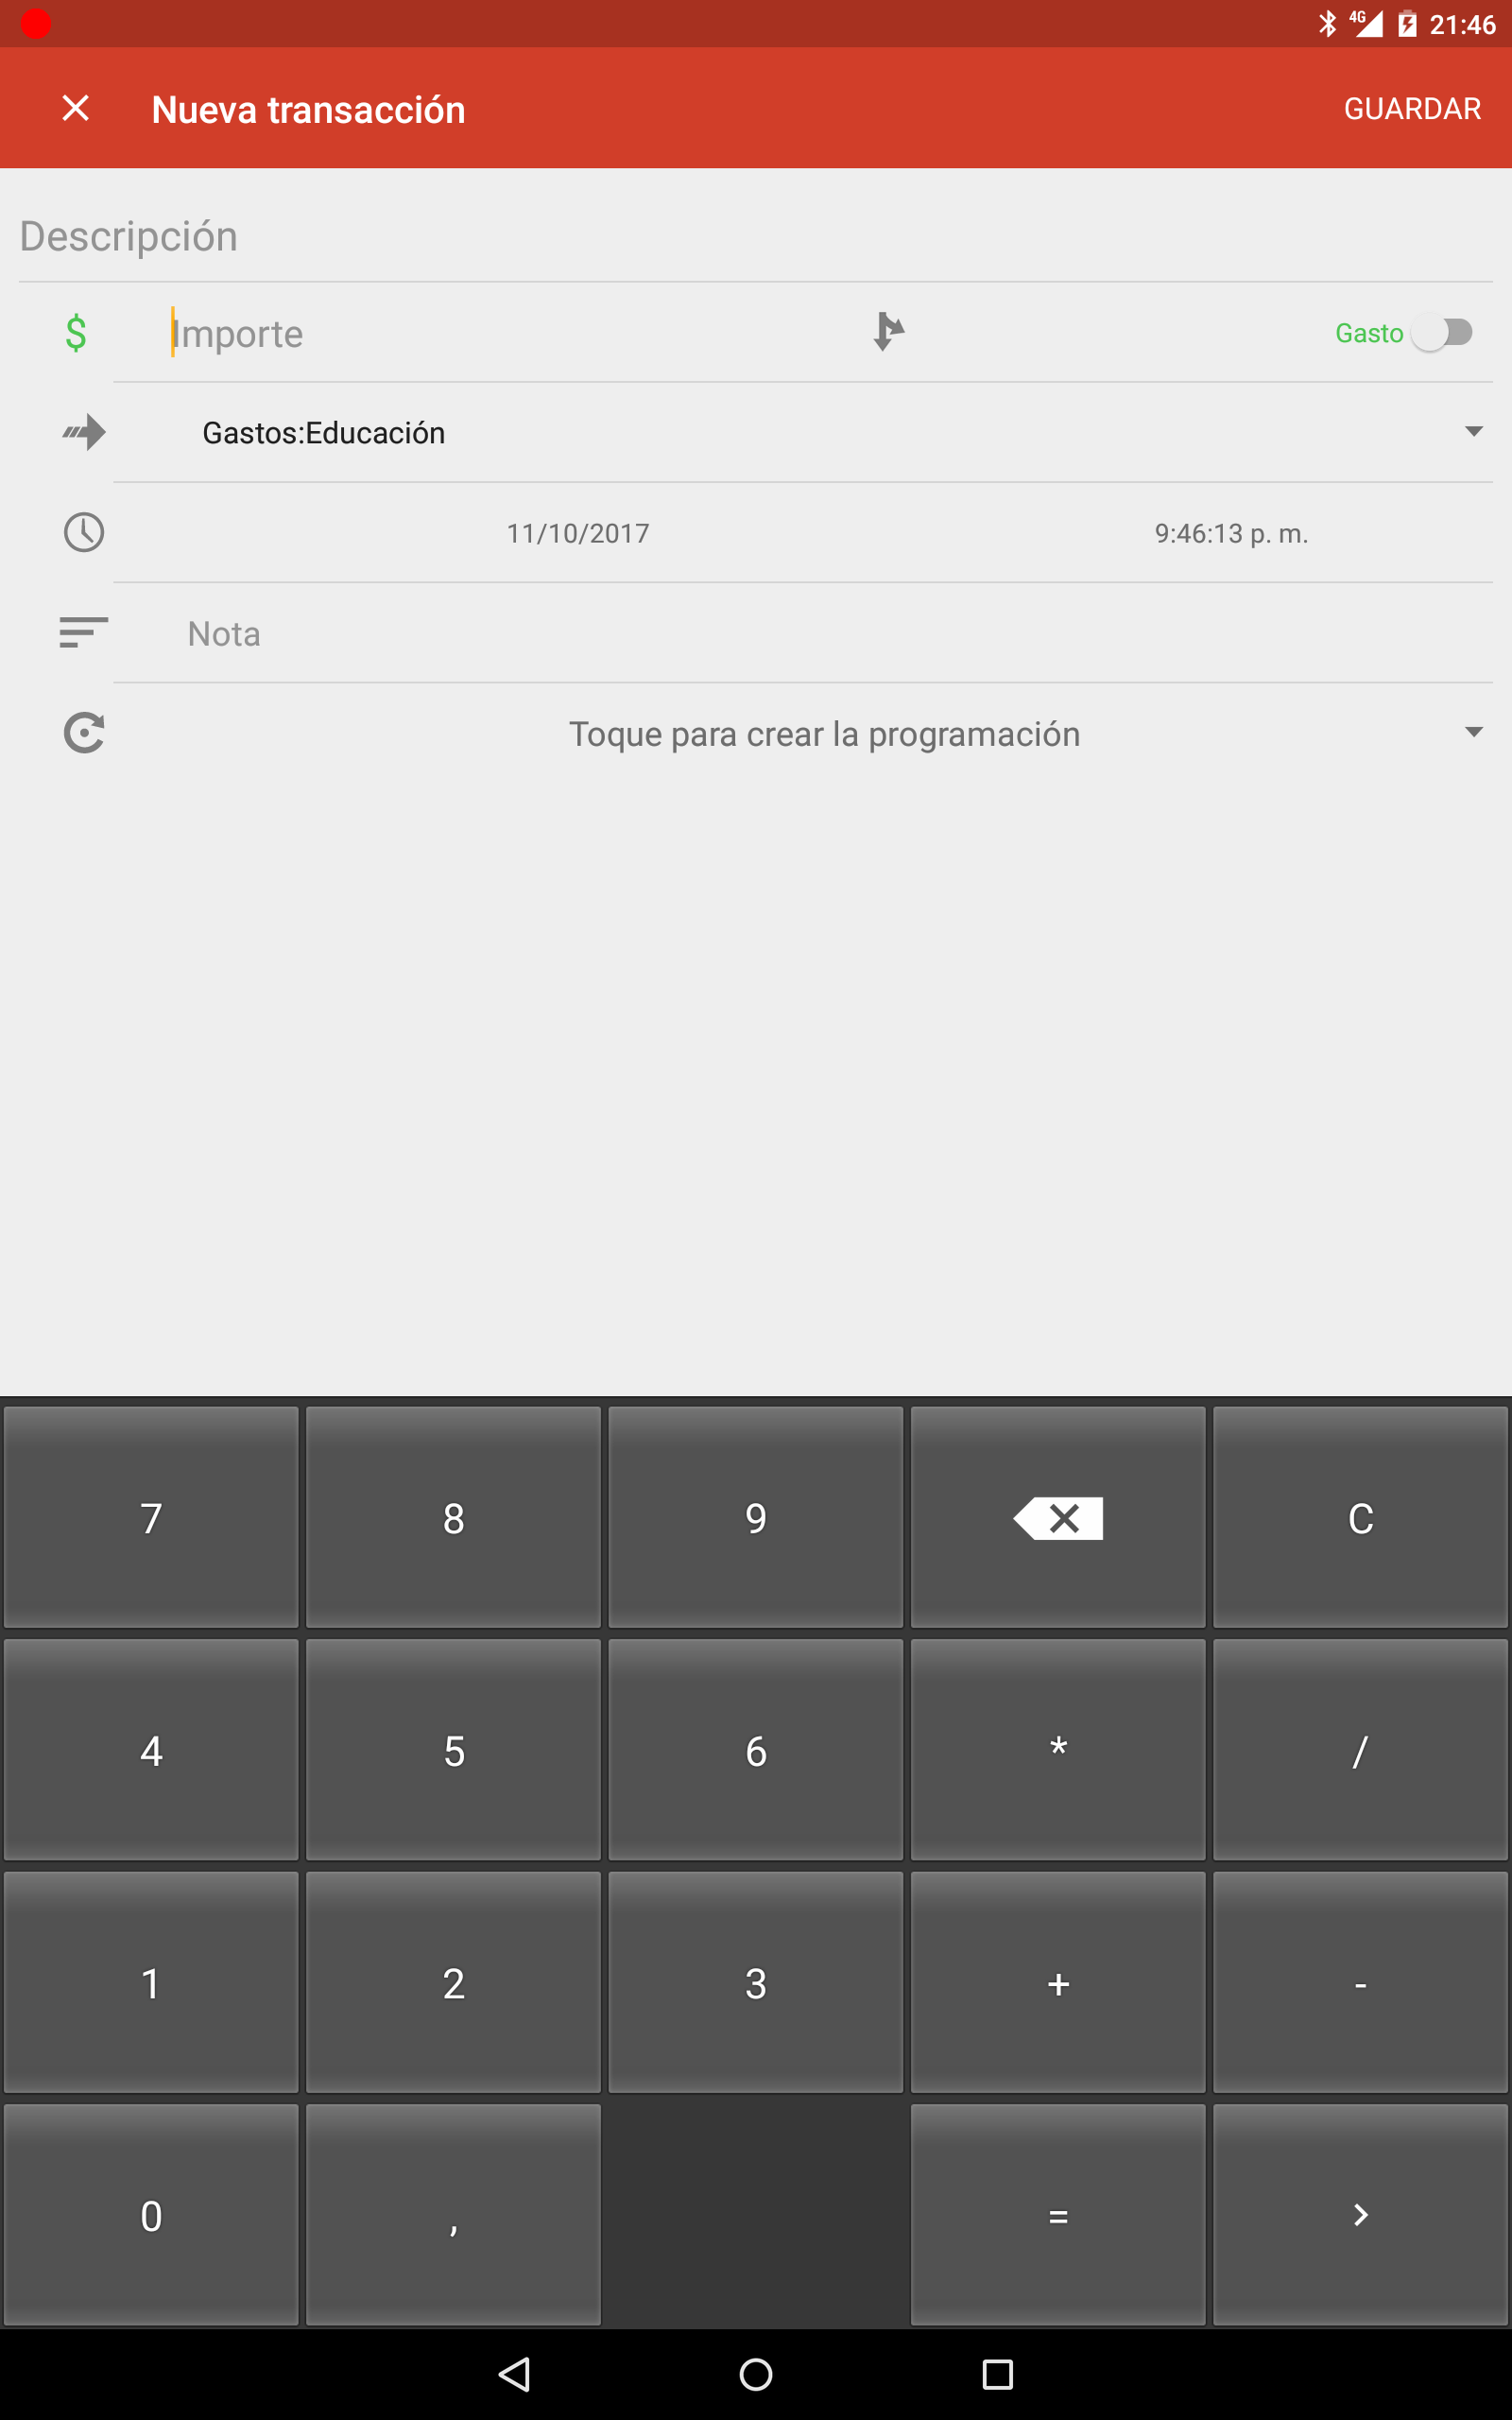 4G 21:46
Nueva transacción GUARDAR
Descripción
$ Importe Gasto
Gastos:Educación
11/10/2017 9:46:13 p. m.
Nota
Toque para crear la programación
7 8 9 C
4 5 6 * /
1 2 3 + -
0 , = >